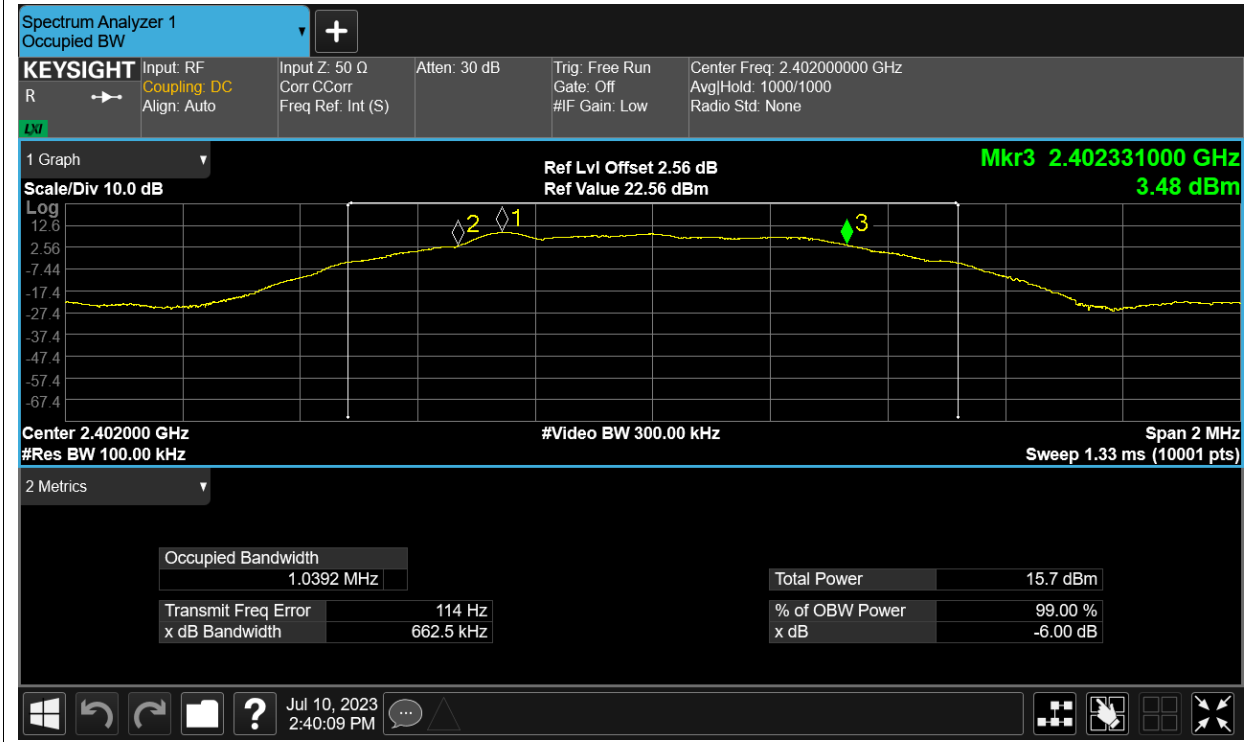 Spectrum Analyzer 1
Occupied BW
KEYSIGHT
R
LXI
Input: RF
Coupling: DC
Align: Auto
Input Z: 50 Ω
Corr CCorr
Freq Ref: Int (S)
Atten: 30 dB
Trig: Free Run
Gate: Off
#IF Gain: Low
Center Freq: 2.402000000 GHz
Avg|Hold: 1000/1000
Radio Std: None
1 Graph
Scale/Div 10.0 dB
Ref Lvl Offset 2.56 dB
Ref Value 22.56 dBm
Mkr3 2.402331000 GHz
3.48 dBm
Log
12.6
2.56
-7.44
-17.4
-27.4
-37.4
-47.4
-57.4
-67.4
2
1
3
Center 2.402000 GHz
#Res BW 100.00 kHz
#Video BW 300.00 kHz
Span 2 MHz
Sweep 1.33 ms (10001 pts)
2 Metrics
Occupied Bandwidth
1.0392 MHz
Transmit Freq Error 114 Hz
x dB Bandwidth 662.5 kHz
Total Power 15.7 dBm
% of OBW Power 99.00 %
x dB -6.00 dB
?
Jul 10, 2023
2:40:09 PM